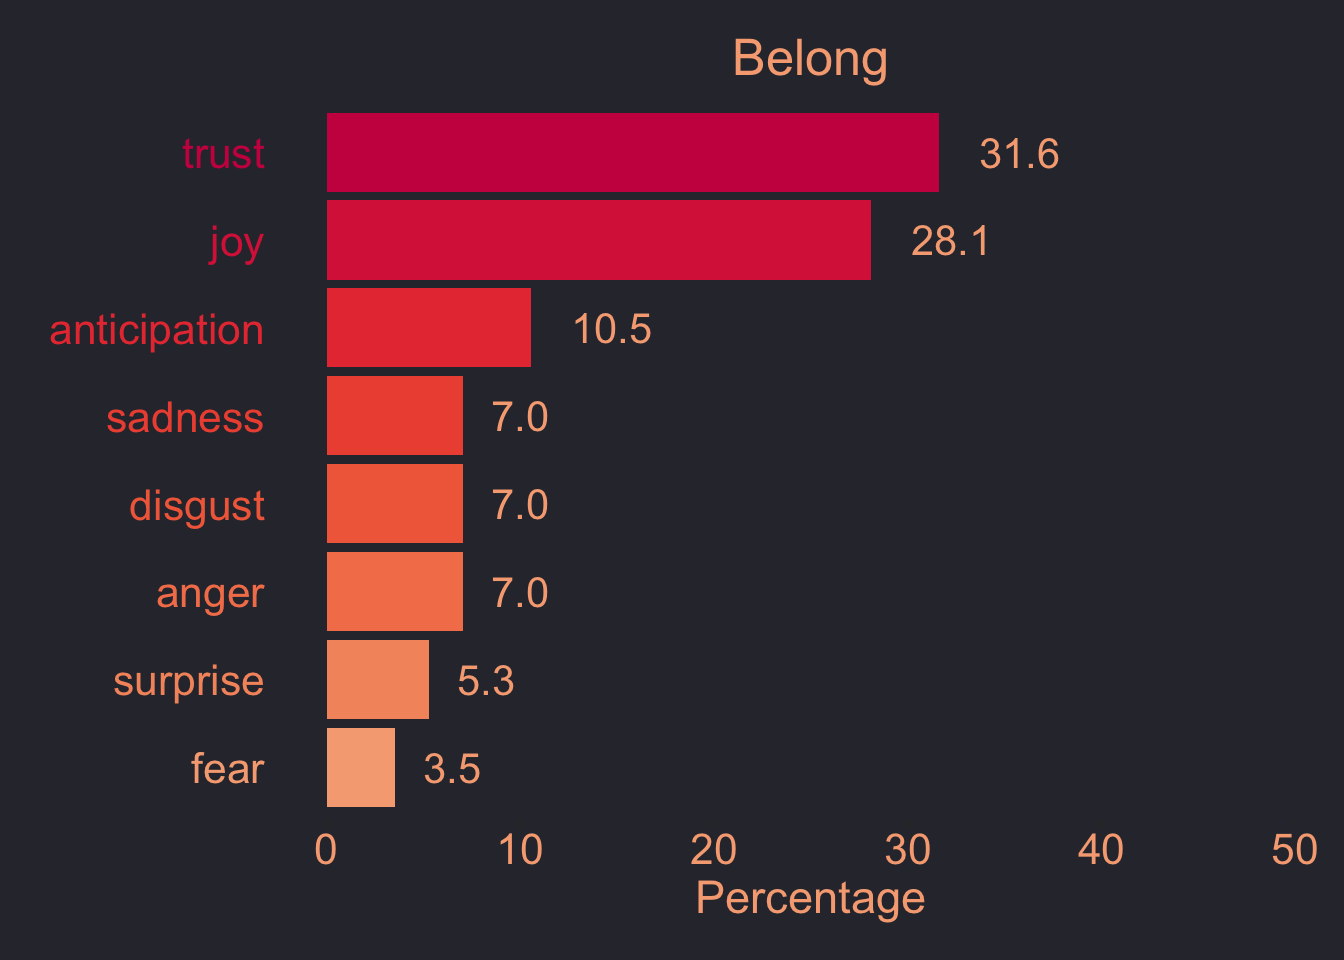 Belong
trust 31.6
joy 28.1
anticipation 10.5
sadness 7.0
disgust 7.0
anger 7.0
surprise 5.3
fear 3.5
0 10 20 30 40 50
Percentage